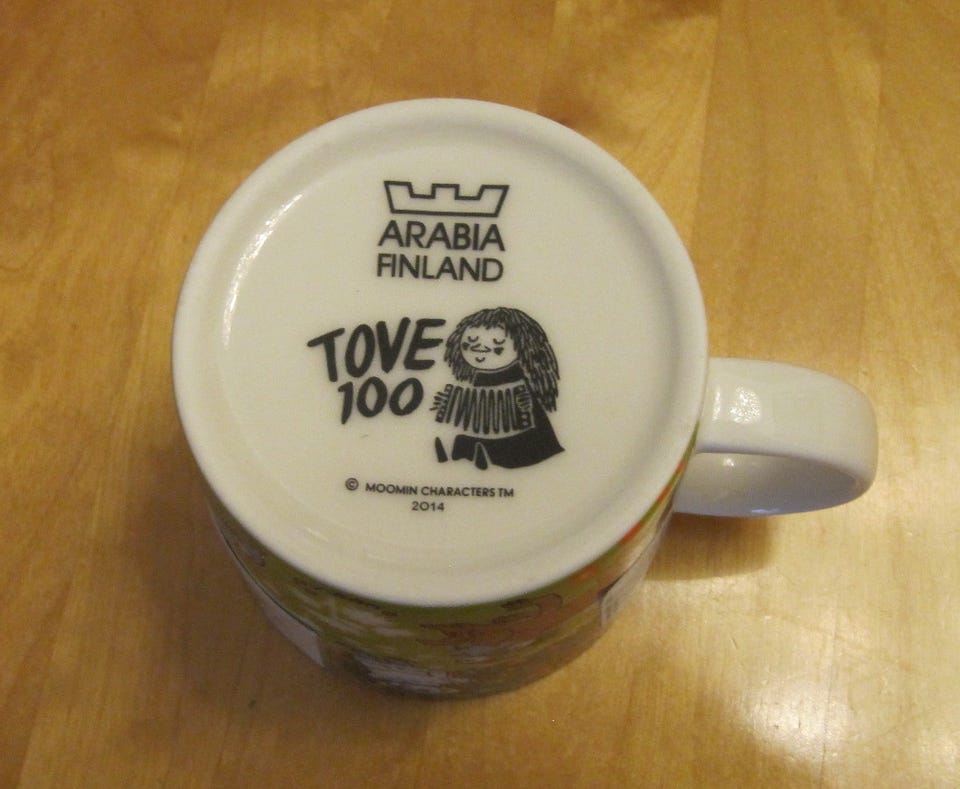 ARABIA
FINLAND
TOVE
100
© MOOMIN CHARACTERS TM
2014